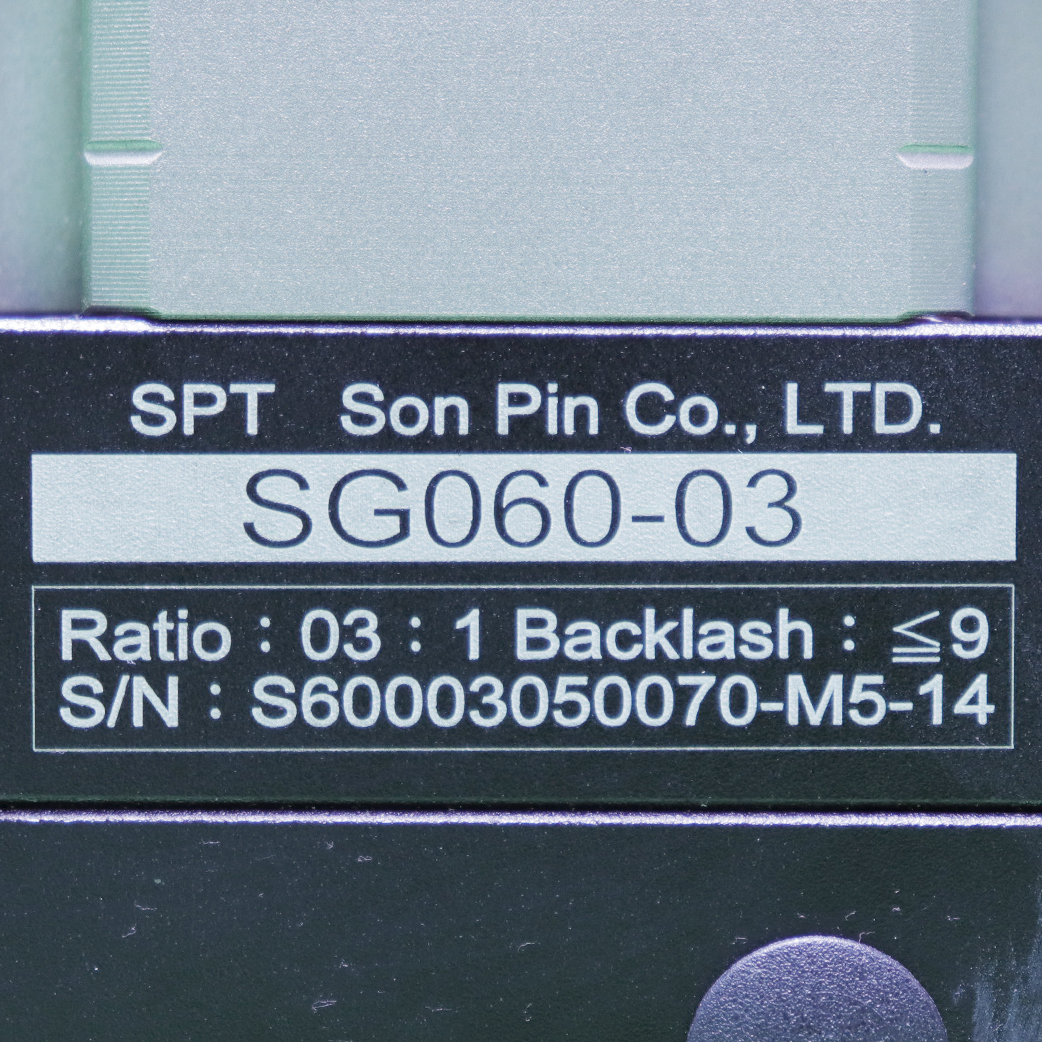 SPT Son Pin Co., LTD.
SG060-03
Ratio : 03 : 1 Backlash : ≦9
S/N : S60003050070-M5-14